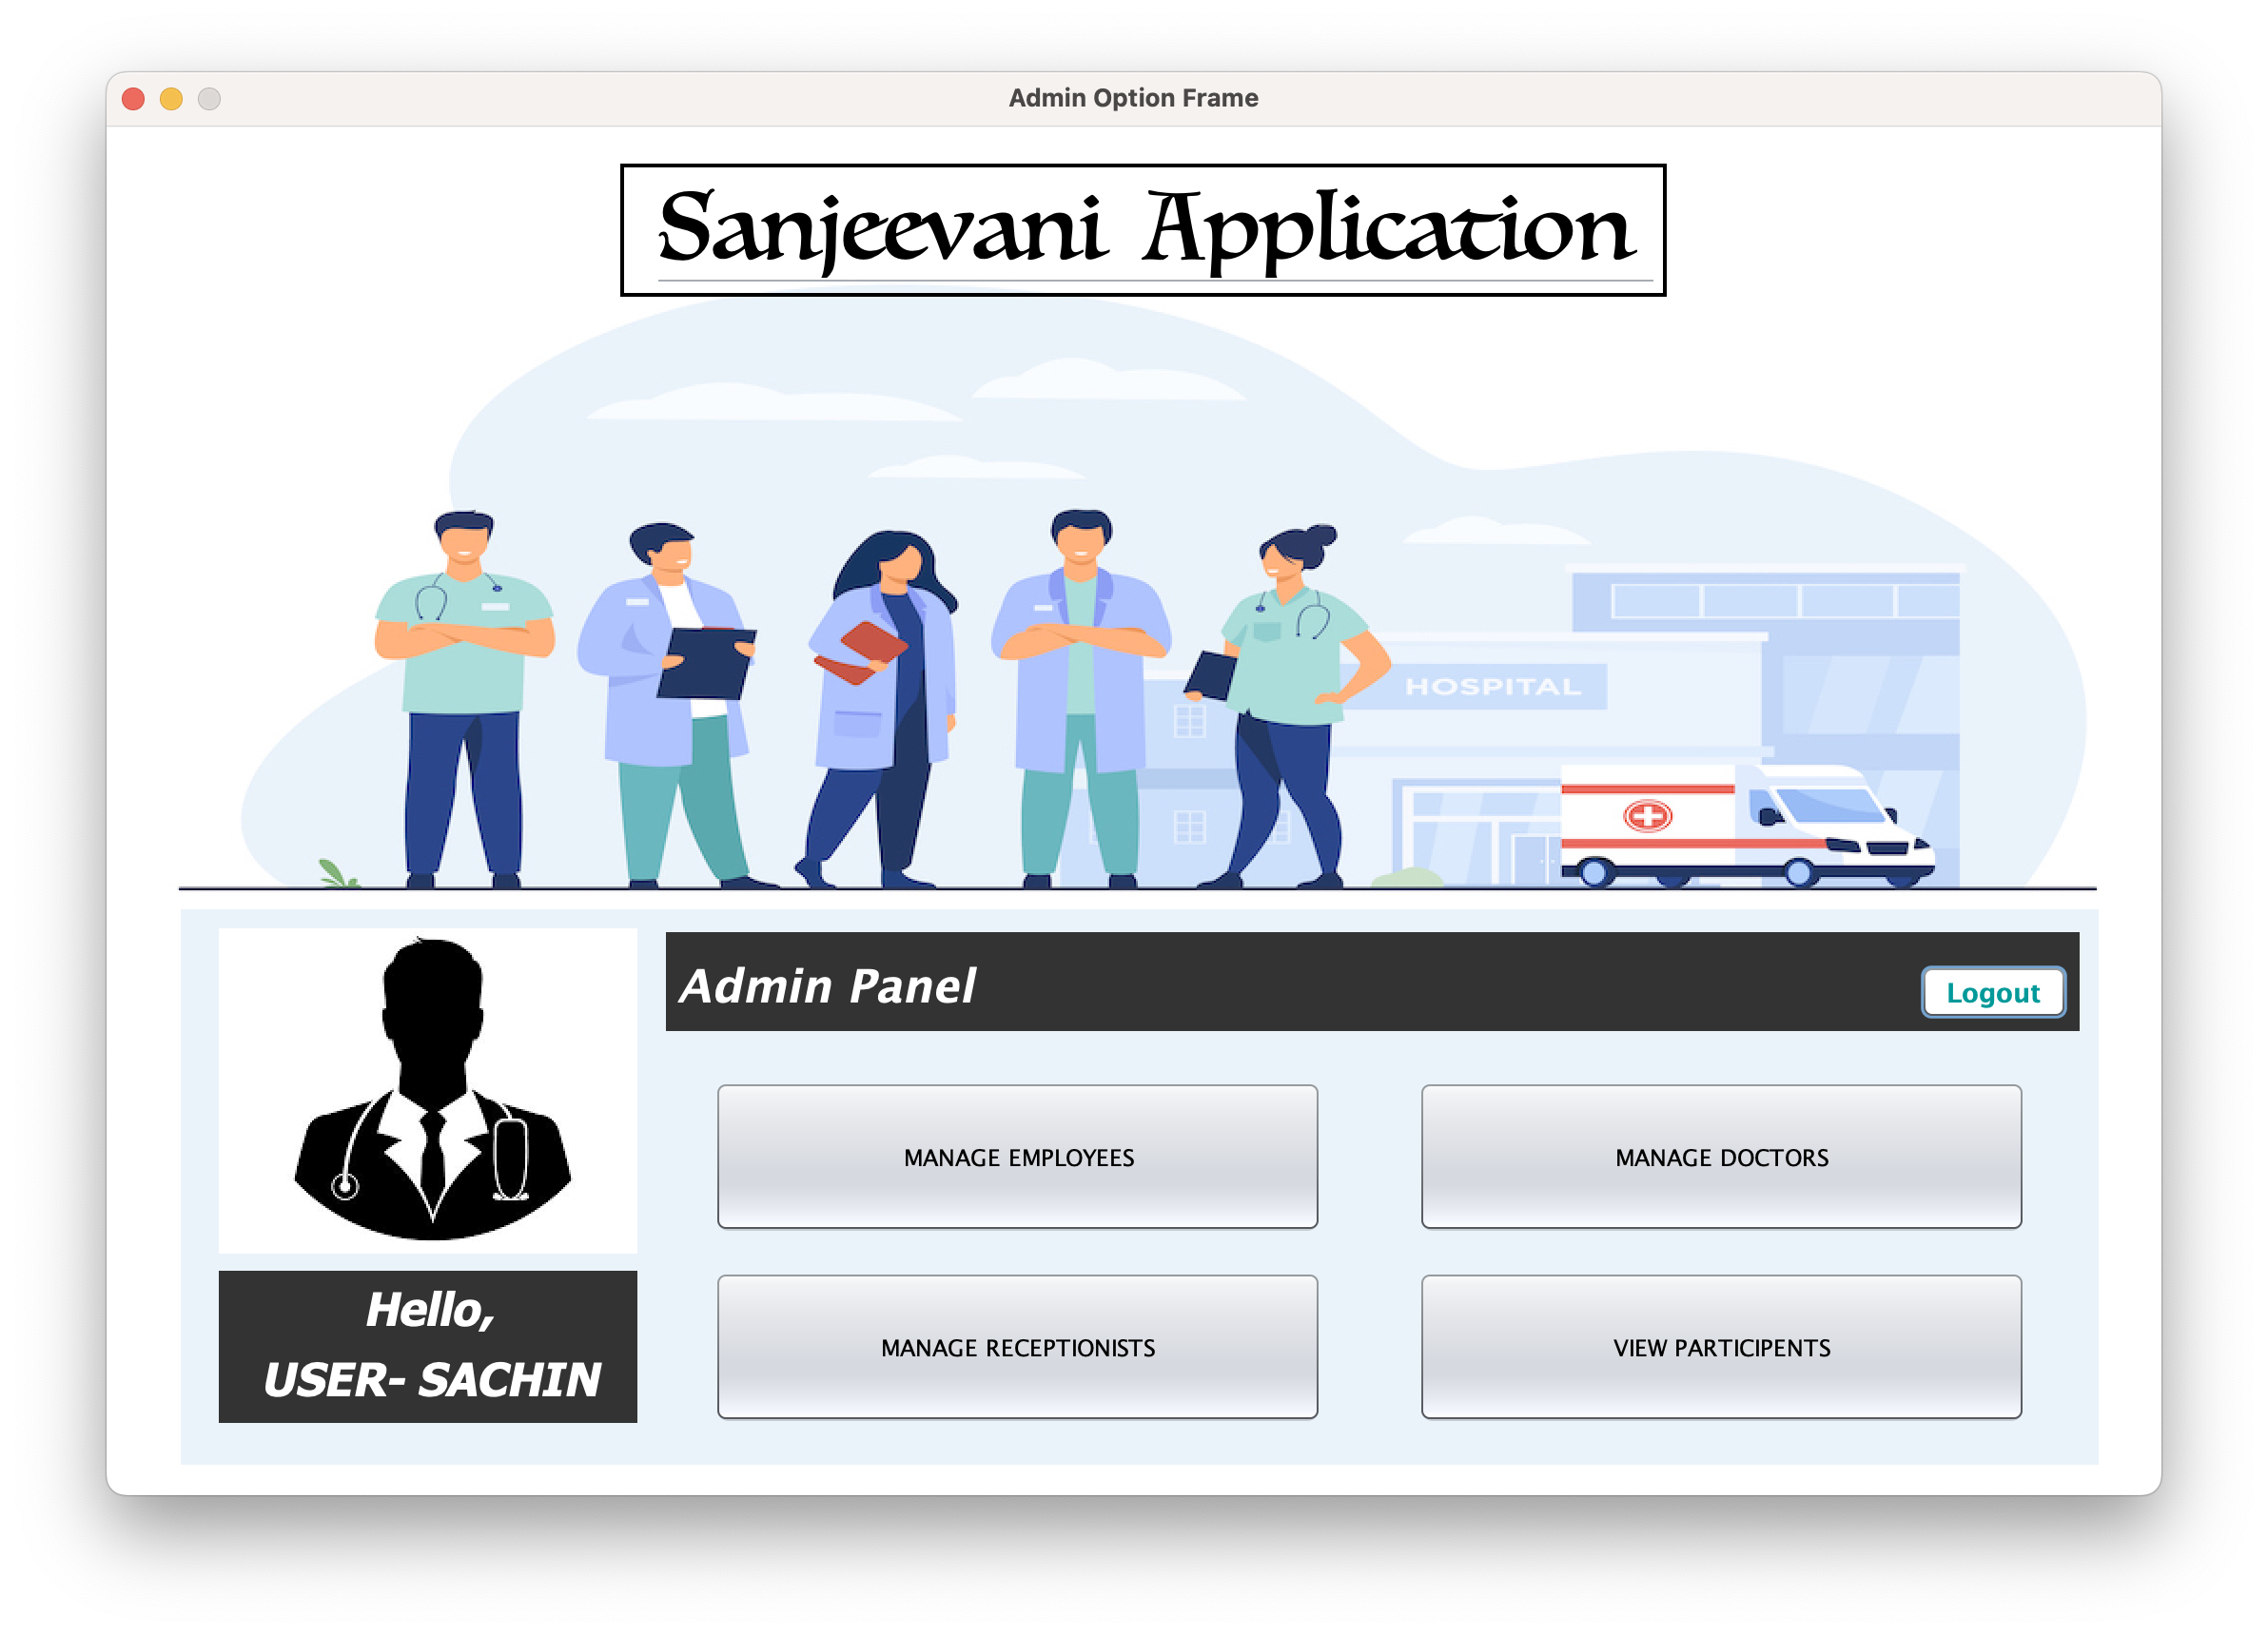 Admin Option Frame
Sanjeevani Application
HOSPITAL
Admin Panel
Logout
MANAGE EMPLOYEES
MANAGE DOCTORS
Hello,
USER- SACHIN
MANAGE RECEPTIONISTS
VIEW PARTICIPENTS